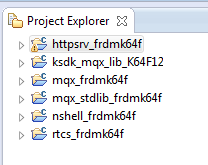 Project Explorer
httpsrv_frdmk64f
ksdk_mqx_lib_K64F12
mqx_frdmk64f
mqx_stdlib_frdmk64f
nshell_frdmk64f
rtcs_frdmk64f